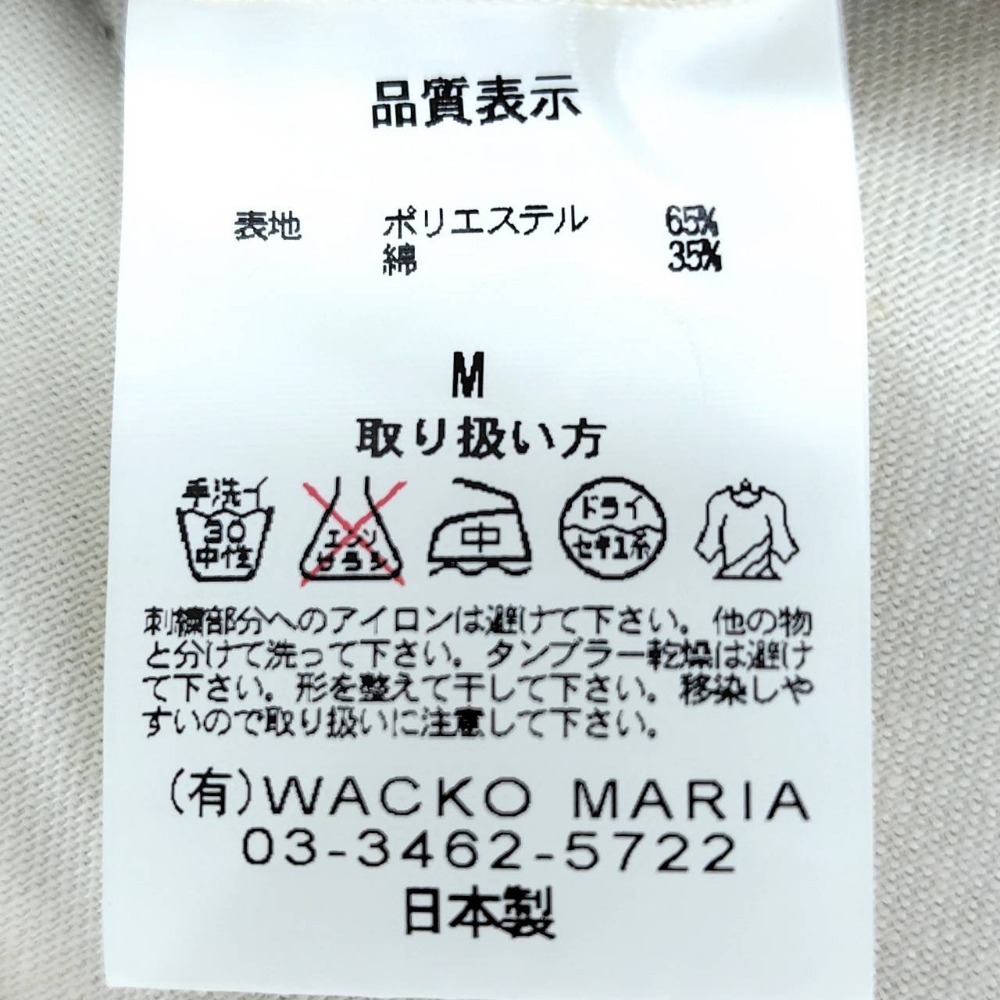 品質表示
表地 ポリエステル 65%
綿 35%
M
取り扱い方
手洗イ
30
中性
エンソ
サラシ
中
ドライ
セキユ系
刺繍部分へのアイロンは避けて下さい。他の物
と分けて洗って下さい。タンブラー乾燥は避け
て下さい。形を整えて干して下さい。移染しや
すいので取り扱いに注意して下さい。
(有)WACKO MARIA
03-3462-5722
日本製